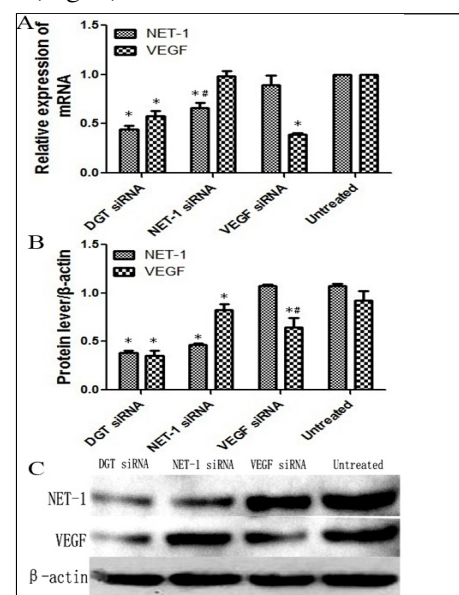 A
NET-1
VEGF
Relative expression of
mRNA
1.5
1.0
0.5
0.0
* * * # *
DGT siRNA NET-1 siRNA VEGF siRNA Untreated
B
NET-1
VEGF
Protein lever/β-actin
1.5
1.0
0.5
0.0
* * * * *#
DGT siRNA NET-1 siRNA VEGF siRNA Untreated
C
DGT siRNA NET-1 siRNA VEGF siRNA Untreated
NET-1
VEGF
β-actin